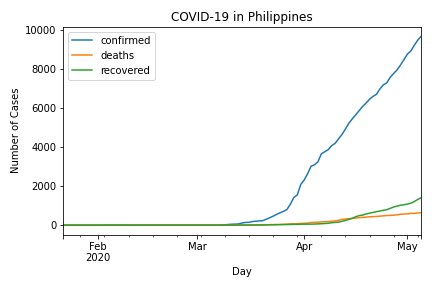 COVID-19 in Philippines
confirmed
deaths
recovered
Number of Cases
10000
8000
6000
4000
2000
0
Feb
2020
Mar
Apr
May
Day